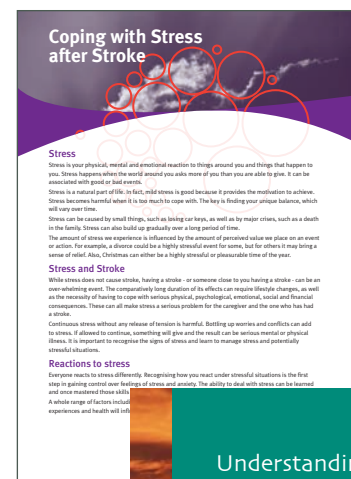 Coping with Stress
after Stroke
Stress
Stress is your physical, mental and emotional reaction to things around you and things that happen to
you. Stress happens when the world around you asks more of you than you are able to give. It can be
associated with good or bad events.
Stress is a natural part of life. In fact, mild stress is good because it provides the motivation to achieve.
Stress becomes harmful when it is too much to cope with. The key is finding your unique balance, which
will vary over time.
Stress can be caused by small things, such as losing car keys, as well as by major crises, such as a death
in the family. Stress can also build up gradually over a long period of time.
The amount of stress we experience is influenced by the amount of perceived value we place on an event
or action. For example, a divorce could be a highly stressful event for some, but for others it may bring a
sense of relief. Also, Christmas can either be a highly stressful or pleasurable time of the year.
Stress and Stroke
While stress does not cause stroke, having a stroke - or someone close to you having a stroke - can be an
over-whelming event. The comparatively long duration of its effects can require lifestyle changes, as well
as the necessity of having to cope with serious physical, psychological, emotional, social and financial
consequences. These can all make stress a serious problem for the caregiver and the one who has had
a stroke.
Continuous stress without any release of tension is harmful. Bottling up worries and conflicts can add
to stress. If allowed to continue, something will give and the result can be serious mental or physical
illness. It is important to recognise the signs of stress and learn to manage stress and potentially
stressful situations.
Reactions to stress
Everyone reacts to stress differently. Recognising how you react under stressful situations is the first
step in gaining control over feelings of stress and anxiety. The ability to deal with stress can be learned
and once mastered those skills
A whole range of factors includi
experiences and health will infl
Understandin